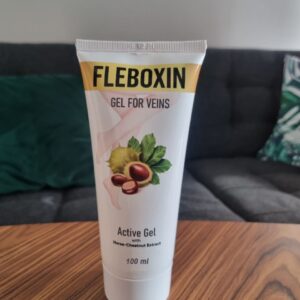 FLEBOXIN
GEL FOR VEINS
Active Gel
with
Horse-Chestnut Extract
100 ml